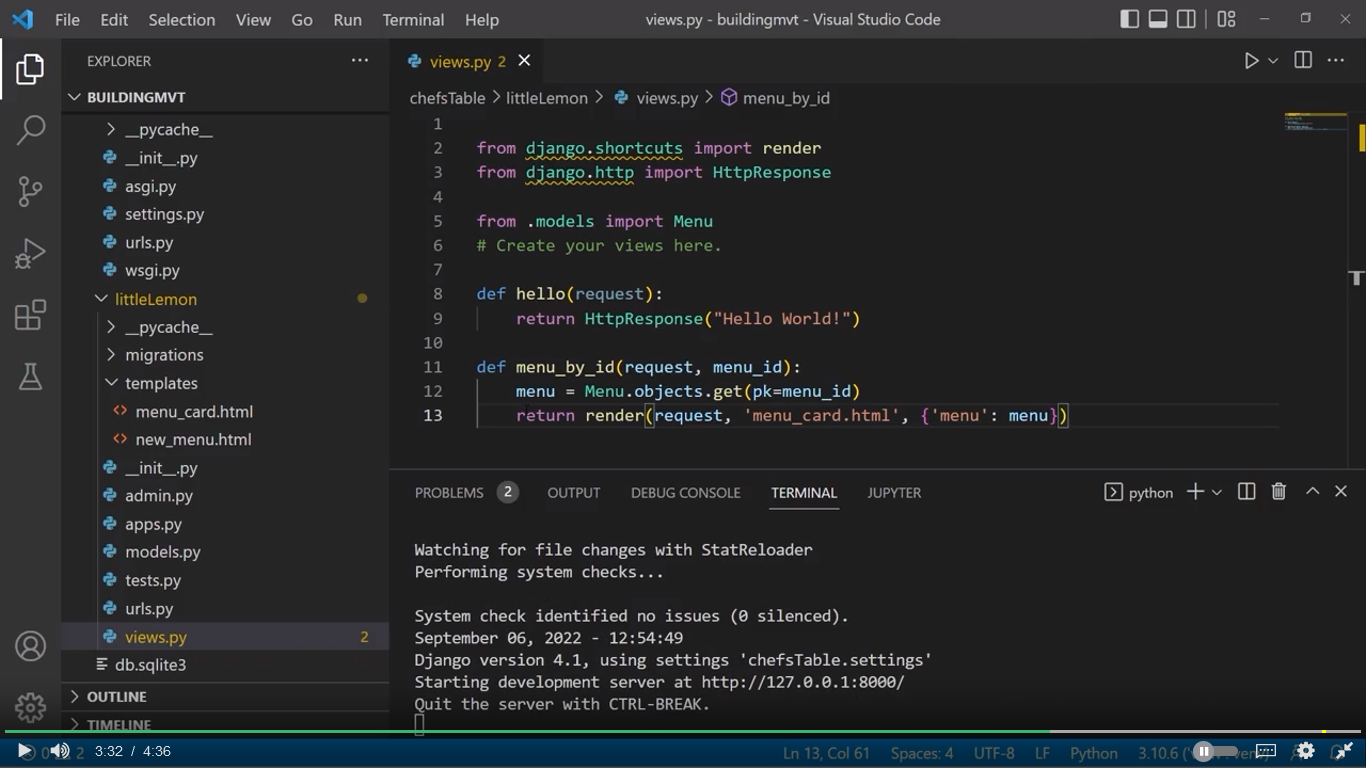 File Edit Selection View Go Run Terminal Help
views.py - buildingmvt - Visual Studio Code
EXPLORER
BUILDINGMVT
__pycache__
__init__.py
asgi.py
settings.py
urls.py
wsgi.py
littleLemon
__pycache__
migrations
templates
menu_card.html
new_menu.html
__init__.py
admin.py
apps.py
models.py
tests.py
urls.py
views.py 2
db.sqlite3
OUTLINE
TIMELINE
views.py 2
chefsTable littleLemon views.py menu_by_id
1
2 from django.shortcuts import render
3 from django.http import HttpResponse
4
5 from .models import Menu
6 # Create your views here.
7
8 def hello(request):
9 return HttpResponse("Hello World!")
10
11 def menu_by_id(request, menu_id):
12 menu = Menu.objects.get(pk=menu_id)
13 return render(request, 'menu_card.html', {'menu': menu})
PROBLEMS 2 OUTPUT DEBUG CONSOLE TERMINAL JUPYTER
python
Watching for file changes with StatReloader
Performing system checks...
System check identified no issues (0 silenced).
September 06, 2022 - 12:54:49
Django version 4.1, using settings 'chefsTable.settings'
Starting development server at http://127.0.0.1:8000/
Quit the server with CTRL-BREAK.
3:32 / 4:36
Ln 13, Col 61 Spaces: 4 UTF-8 LF Python 3.10.6